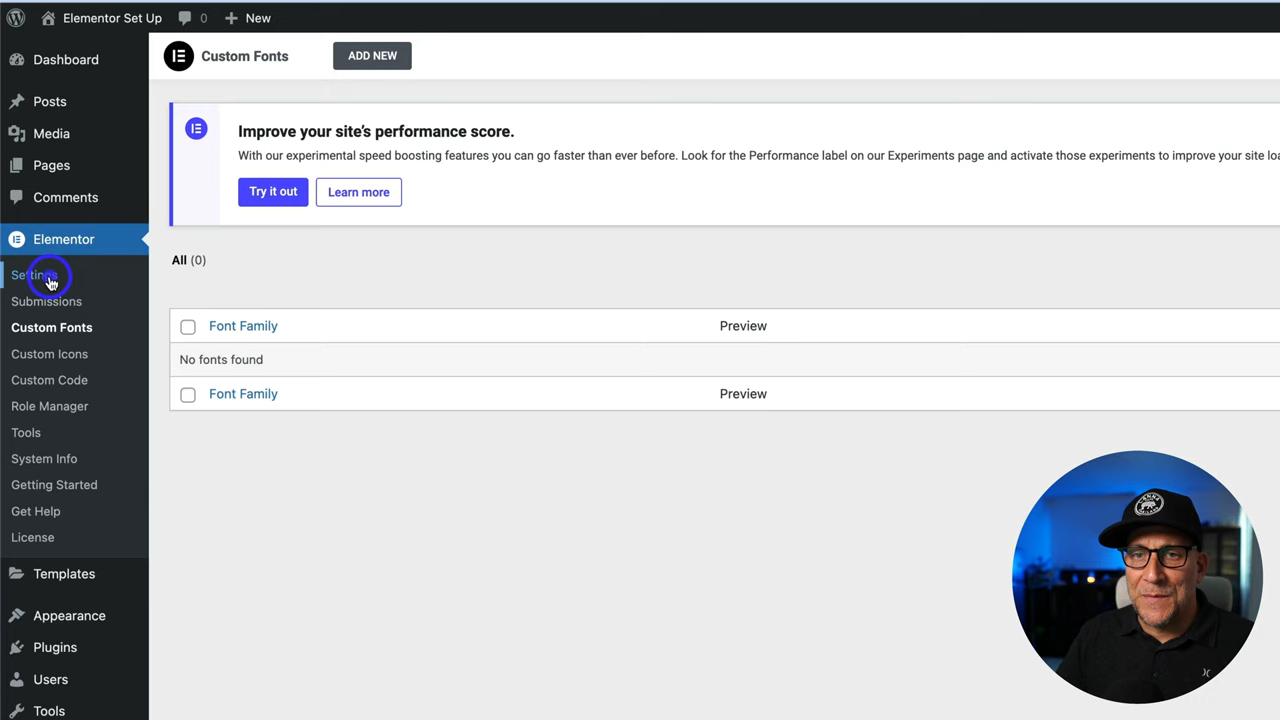 Elementor Set Up
0
New
Dashboard
Posts
Media
Pages
Comments
Elementor
Settings
Submissions
Custom Fonts
Custom Icons
Custom Code
Role Manager
Tools
System Info
Getting Started
Get Help
License
Templates
Appearance
Plugins
Users
Tools
Custom Fonts
ADD NEW
Improve your site's performance score.
With our experimental speed boosting features you can go faster than ever before. Look for the Performance label on our Experiments page and activate those experiments to improve your site loa
Try it out
Learn more
All (0)
Font Family Preview
No fonts found
Font Family Preview